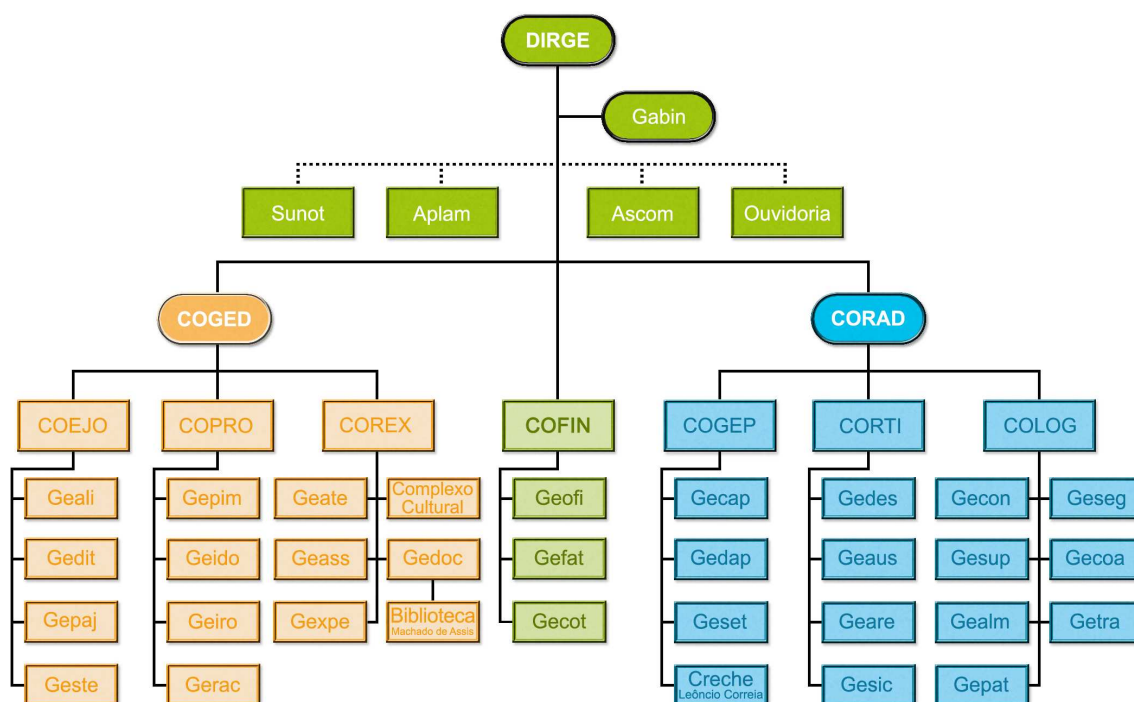 DIRGE
Gabin
Sunot
Aplam
Ascom
Ouvidoria
COGED
CORAD
COEJO
COPRO
COREX
COFIN
COGEP
CORTI
COLOG
Geali
Gepim
Geate
Complexo
Cultural
Geofi
Gecap
Gedes
Gecon
Geseg
Gedit
Geido
Geass
Gedoc
Gefat
Gedap
Geaus
Gesup
Gecoa
Gepaj
Geiro
Gexpe
Biblioteca
Machado de Assis
Gecot
Geset
Geare
Gealm
Getra
Geste
Gerac
Creche
Leôncio Correia
Gesic
Gepat